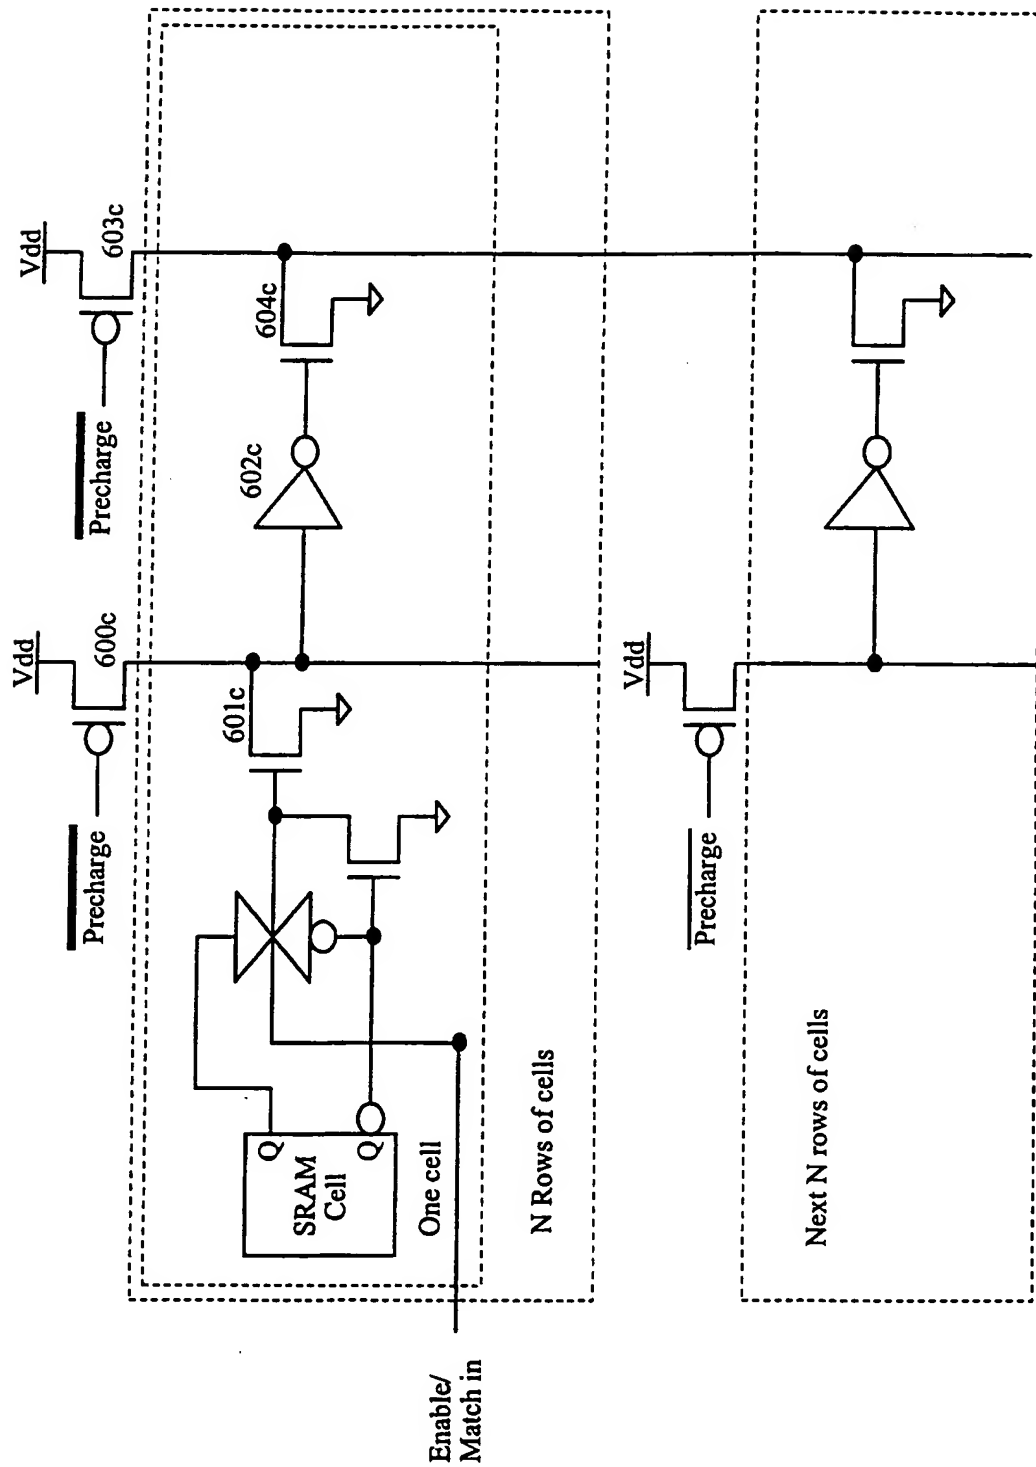 Vdd
603c
Precharge
Vdd
600c
Precharge
604c
602c
601c
Q
SRAM
Cell
Q
One cell
N Rows of cells
Enable/
Match in
Vdd
Precharge
Next N rows of cells